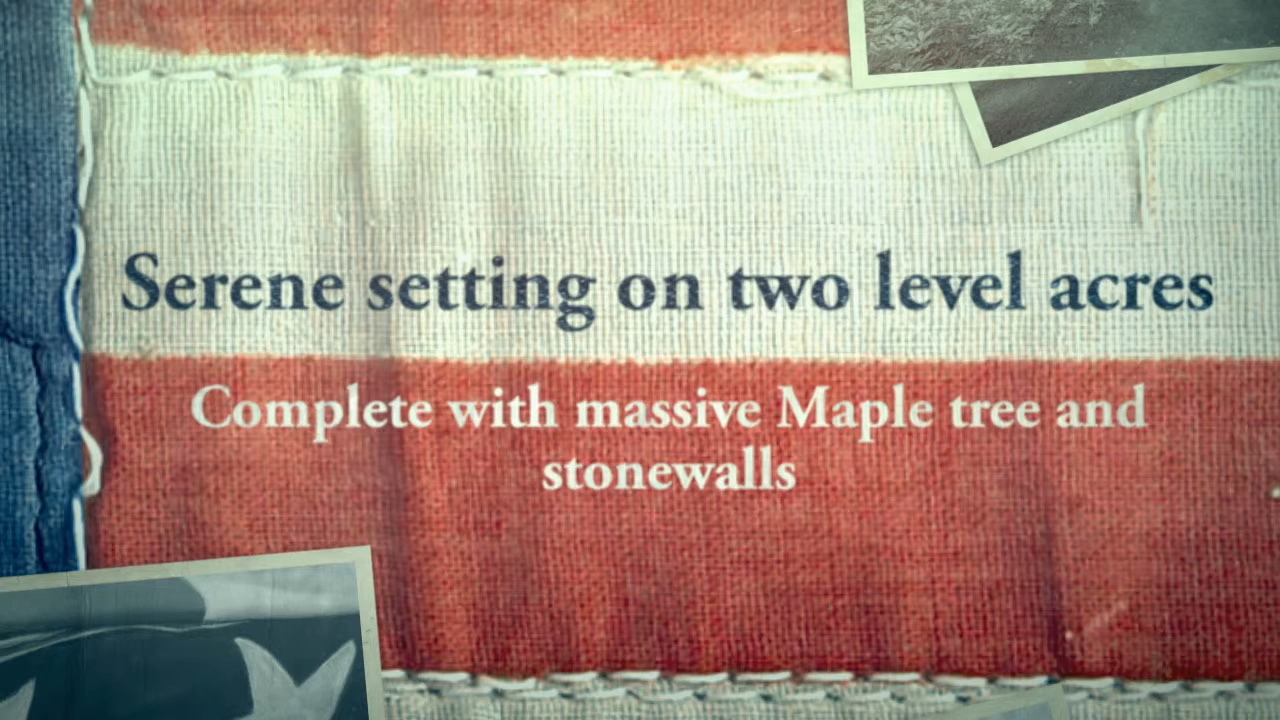 Serene setting on two level acres
Complete with massive Maple tree and
stonewalls